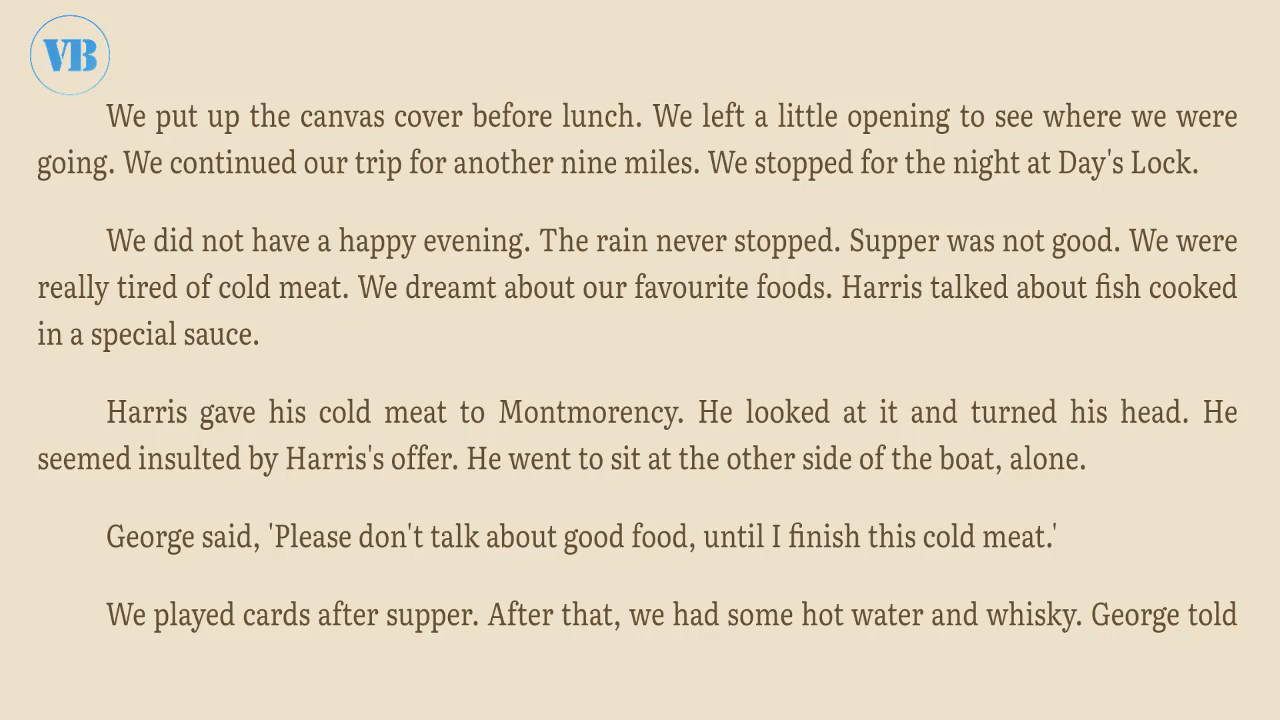 VB
We put up the canvas cover before lunch. We left a little opening to see where we were
going. We continued our trip for another nine miles. We stopped for the night at Day's Lock.
We did not have a happy evening. The rain never stopped. Supper was not good. We were
really tired of cold meat. We dreamt about our favourite foods. Harris talked about fish cooked
in a special sauce.
Harris gave his cold meat to Montmorency. He looked at it and turned his head. He
seemed insulted by Harris's offer. He went to sit at the other side of the boat, alone.
George said, 'Please don't talk about good food, until I finish this cold meat.'
We played cards after supper. After that, we had some hot water and whisky. George told